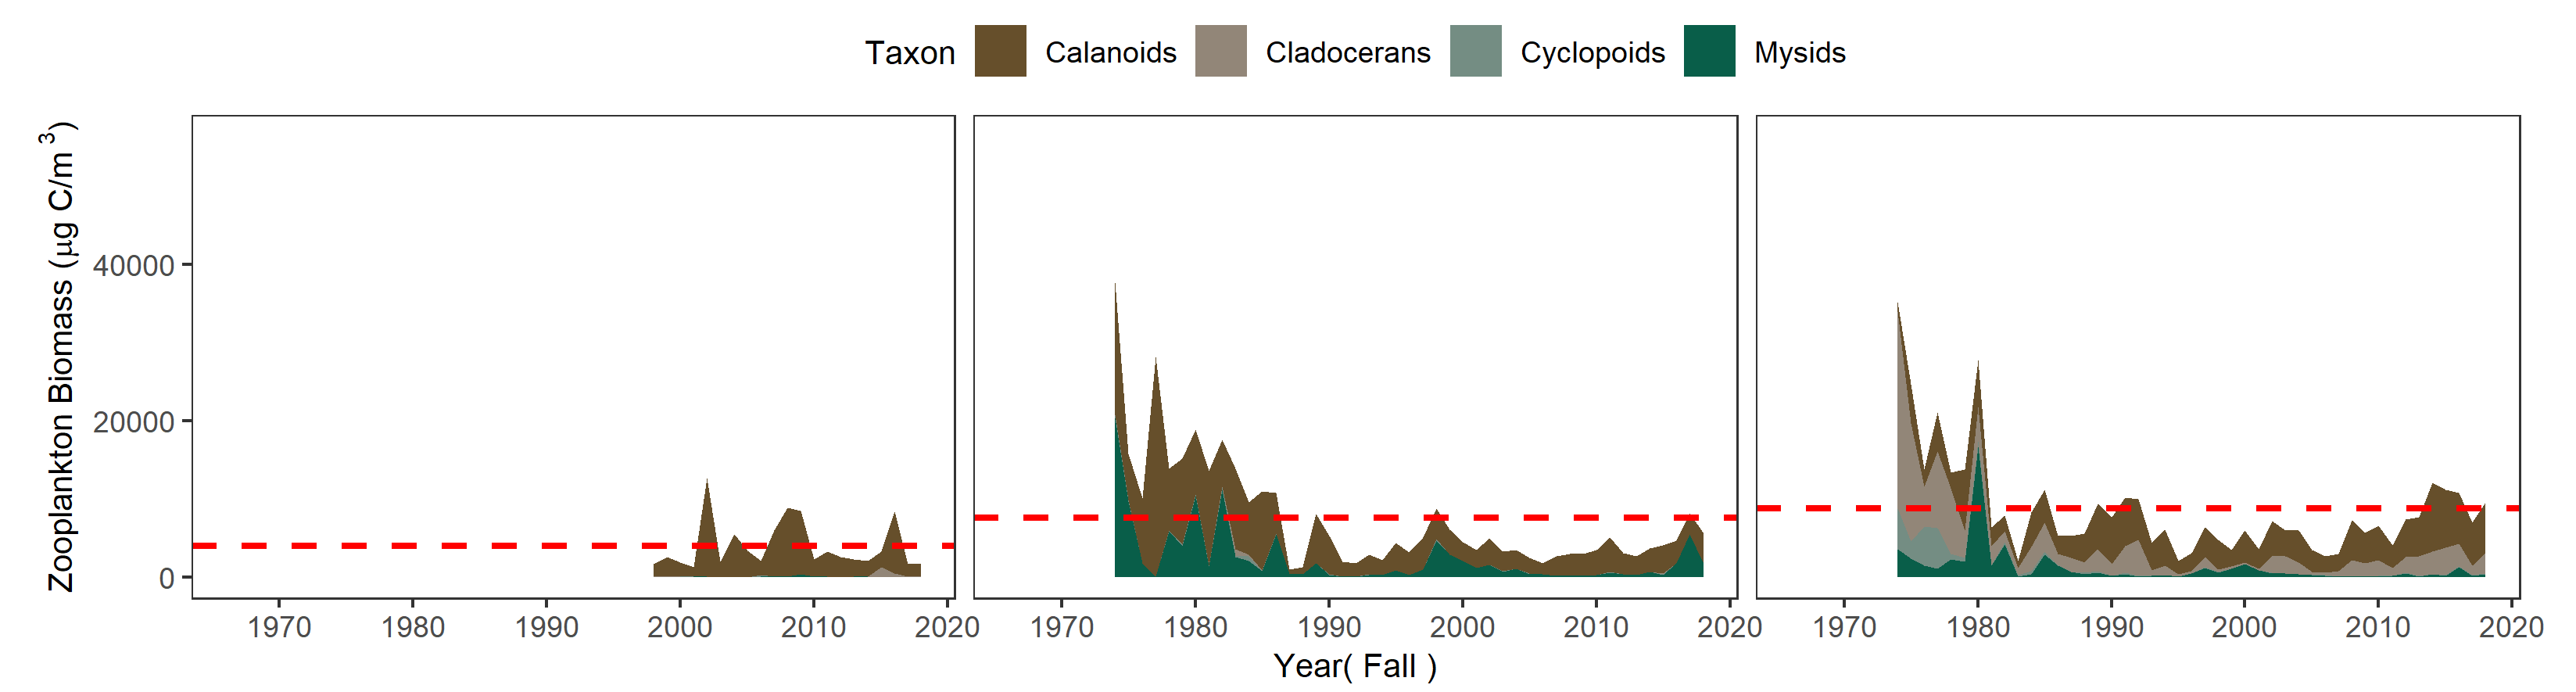 Taxon Calanoids Cladocerans Cyclopoids Mysids
Zooplankton Biomass (μg C/m³)
40000
20000
0
1970 1980 1990 2000 2010 2020 1970 1980 1990 2000 2010 2020 1970 1980 1990 2000 2010 2020
Year( Fall )